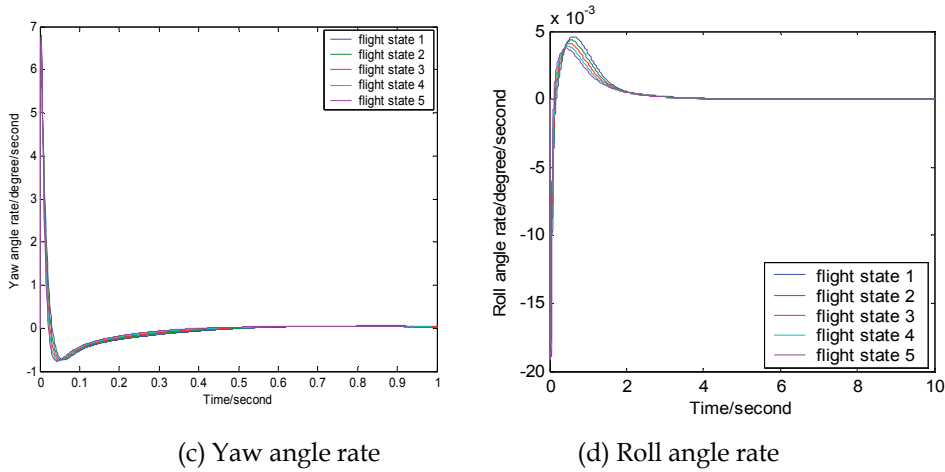 7
6
5
4
3
2
1
0
-1
0 0.1 0.2 0.3 0.4 0.5 0.6 0.7 0.8 0.9 1
Yaw angle rate/degree/second
Time/second
flight state 1
flight state 2
flight state 3
flight state 4
flight state 5
(c) Yaw angle rate
x 10⁻³
5
0
-5
-10
-15
-20
0 2 4 6 8 10
Roll angle rate/degree/second
Time/second
flight state 1
flight state 2
flight state 3
flight state 4
flight state 5
(d) Roll angle rate